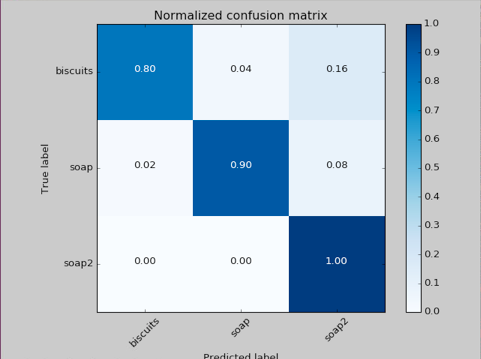 Normalized confusion matrix
True label
biscuits
0.80 0.04 0.16
soap
0.02 0.90 0.08
soap2
0.00 0.00 1.00
biscuits
soap
soap2
Predicted label
1.0
0.9
0.8
0.7
0.6
0.5
0.4
0.3
0.2
0.1
0.0